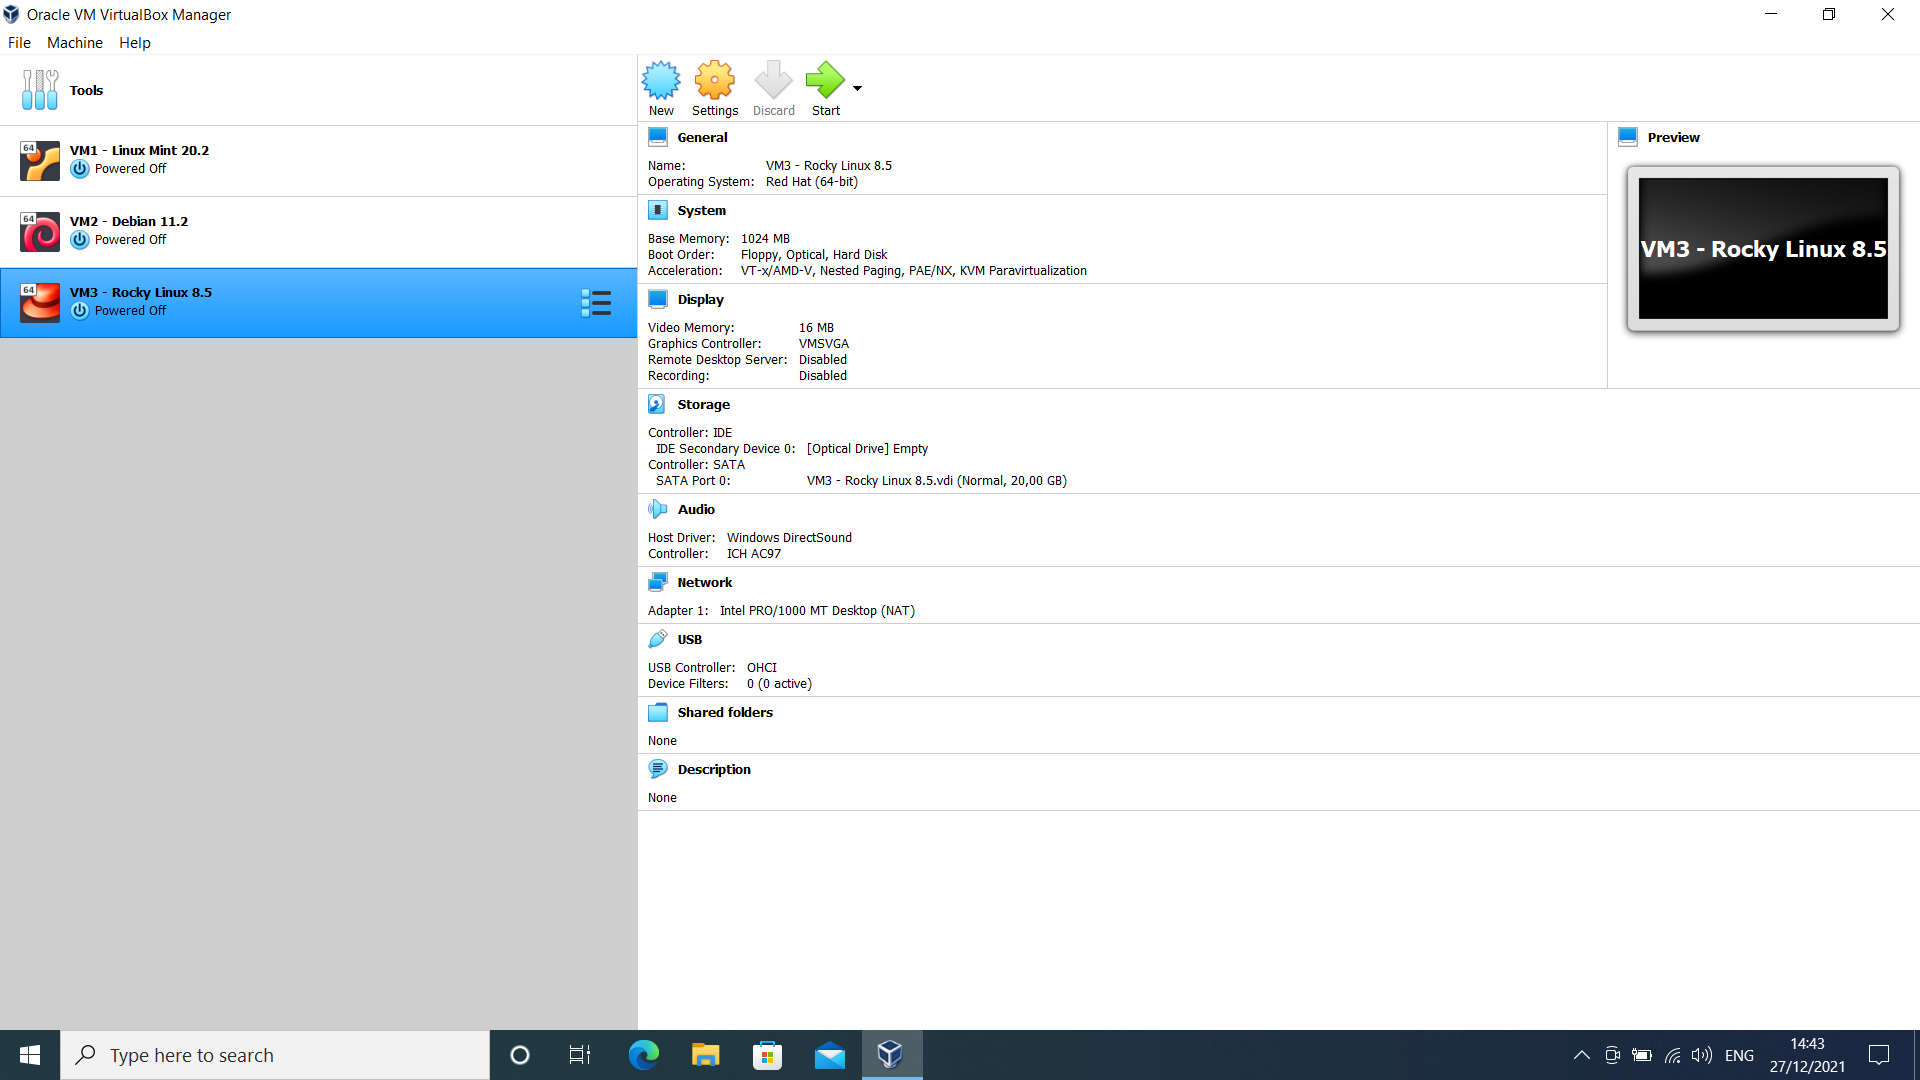 Oracle VM VirtualBox Manager
File Machine Help
Tools
64
VM1 - Linux Mint 20.2
Powered Off
64
VM2 - Debian 11.2
Powered Off
64
VM3 - Rocky Linux 8.5
Powered Off
New Settings Discard Start
General
Name: VM3 - Rocky Linux 8.5
Operating System: Red Hat (64-bit)
System
Base Memory: 1024 MB
Boot Order: Floppy, Optical, Hard Disk
Acceleration: VT-x/AMD-V, Nested Paging, PAE/NX, KVM Paravirtualization
Display
Video Memory: 16 MB
Graphics Controller: VMSVGA
Remote Desktop Server: Disabled
Recording: Disabled
Preview
VM3 - Rocky Linux 8.5
Storage
Controller: IDE
IDE Secondary Device 0: [Optical Drive] Empty
Controller: SATA
SATA Port 0: VM3 - Rocky Linux 8.5.vdi (Normal, 20,00 GB)
Audio
Host Driver: Windows DirectSound
Controller: ICH AC97
Network
Adapter 1: Intel PRO/1000 MT Desktop (NAT)
USB
USB Controller: OHCI
Device Filters: 0 (0 active)
Shared folders
None
Description
None
Type here to search
ENG
14:43
27/12/2021